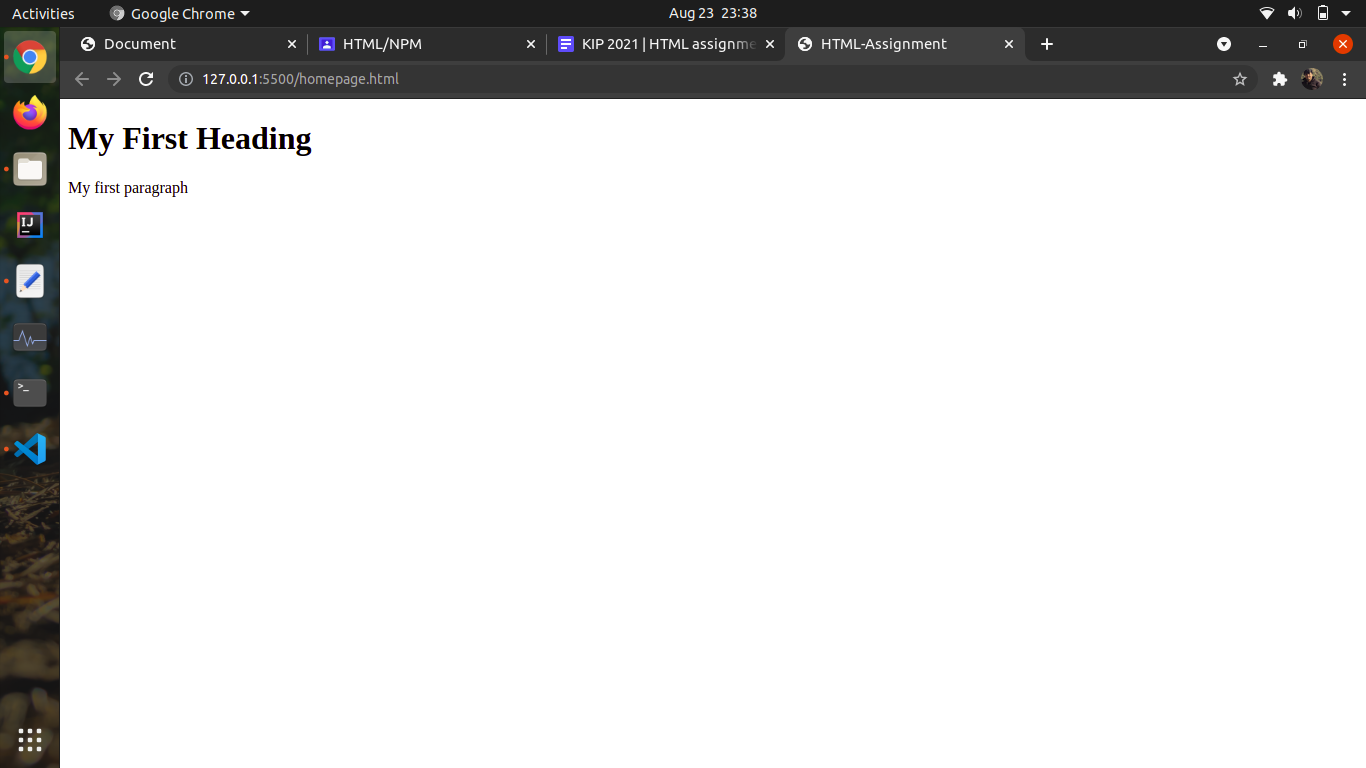 Activities Google Chrome Aug 23 23:38
Document HTML/NPM KIP 2021 | HTML assignme HTML-Assignment
127.0.0.1:5500/homepage.html
My First Heading
My first paragraph
IJ
>_